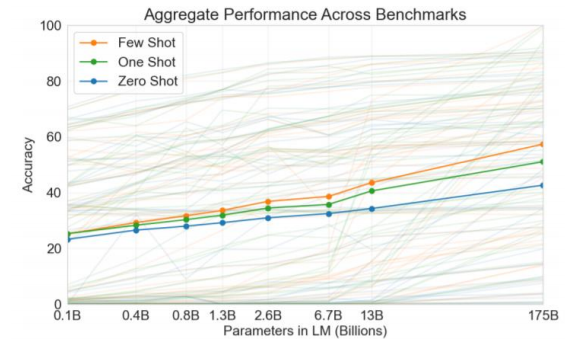 Aggregate Performance Across Benchmarks
100
Few Shot
One Shot
Zero Shot
80
60
40
20
0
Accuracy
0.1B 0.4B 0.8B 1.3B 2.6B 6.7B 13B 175B
Parameters in LM (Billions)